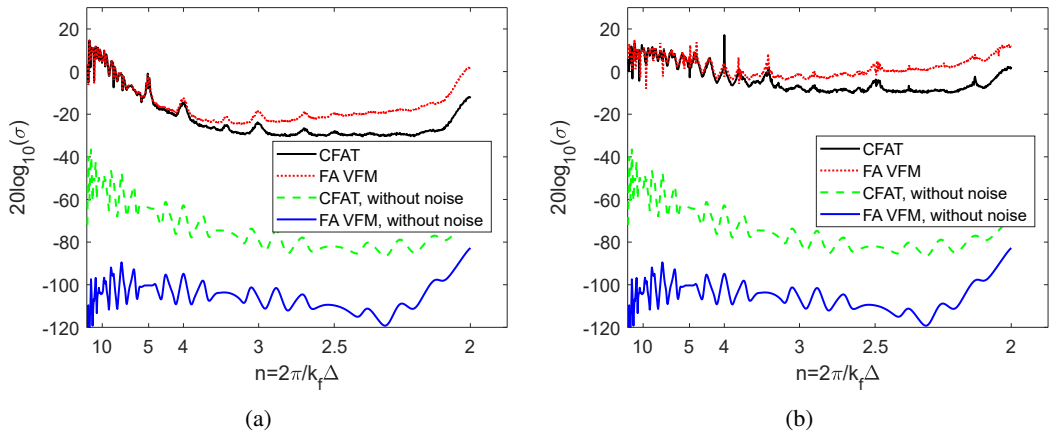 20
0
-20
-40
-60
-80
-100
-120
20log₁₀(σ)
CFAT
FA VFM
CFAT, without noise
FA VFM, without noise
10 5 4 3 2.5 2
n=2π/k_fΔ
(a)
20
0
-20
-40
-60
-80
-100
-120
20log₁₀(σ)
CFAT
FA VFM
CFAT, without noise
FA VFM, without noise
10 5 4 3 2.5 2
n=2π/k_fΔ
(b)